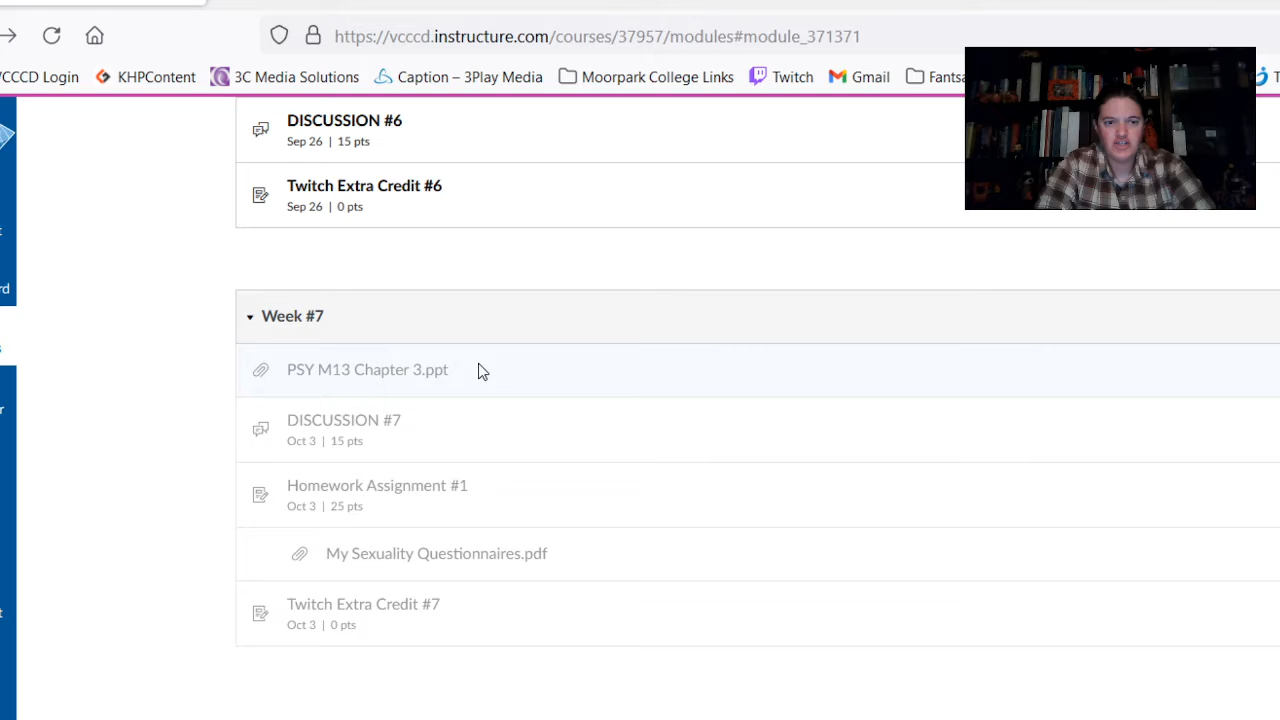 https://vcccd.instructure.com/courses/37957/modules#module_371371
VCCCD Login KHPContent 3C Media Solutions Caption – 3Play Media Moorpark College Links Twitch Gmail
DISCUSSION #6
Sep 26 | 15 pts
Twitch Extra Credit #6
Sep 26 | 0 pts
Week #7
PSY M13 Chapter 3.ppt
DISCUSSION #7
Oct 3 | 15 pts
Homework Assignment #1
Oct 3 | 25 pts
My Sexuality Questionnaires.pdf
Twitch Extra Credit #7
Oct 3 | 0 pts